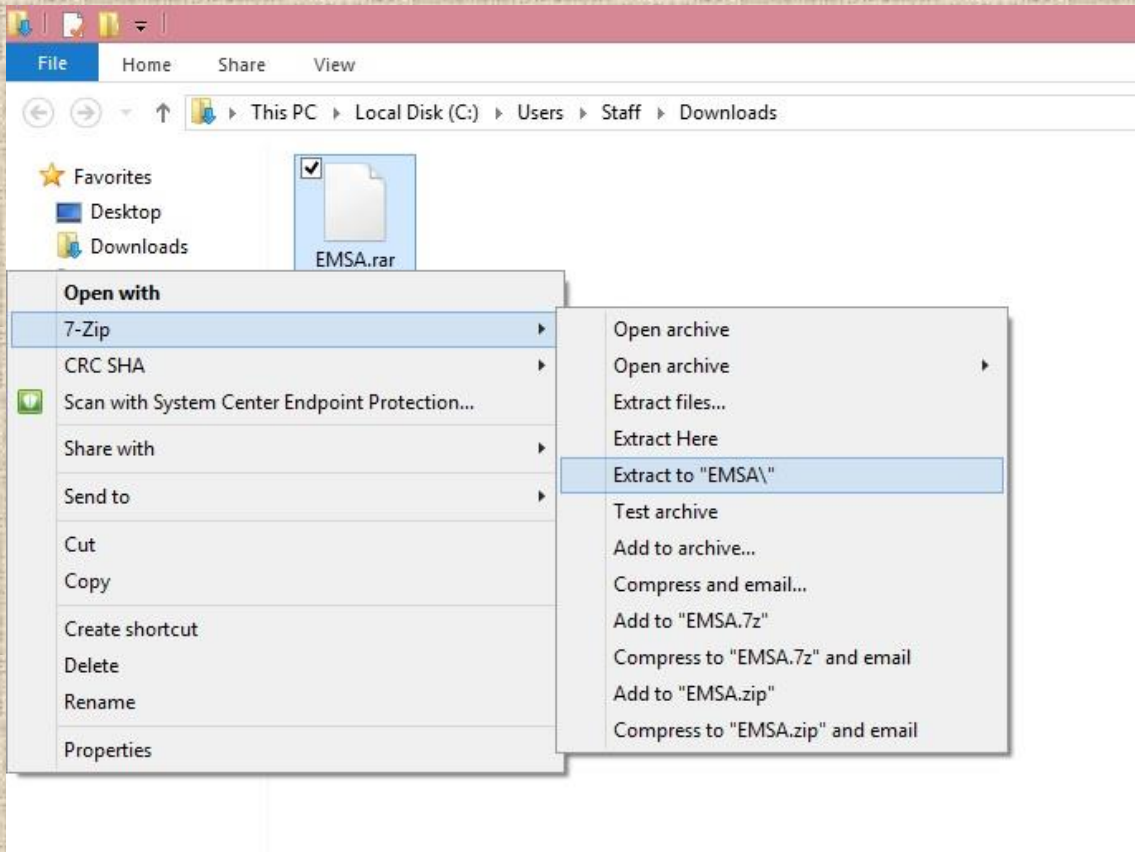 File Home Share View
This PC Local Disk (C:) Users Staff Downloads
Favorites
Desktop
Downloads
EMSA.rar
Open with
7-Zip
CRC SHA
Scan with System Center Endpoint Protection...
Share with
Send to
Cut
Copy
Create shortcut
Delete
Rename
Properties
Open archive
Open archive
Extract files...
Extract Here
Extract to "EMSA\"
Test archive
Add to archive...
Compress and email...
Add to "EMSA.7z"
Compress to "EMSA.7z" and email
Add to "EMSA.zip"
Compress to "EMSA.zip" and email